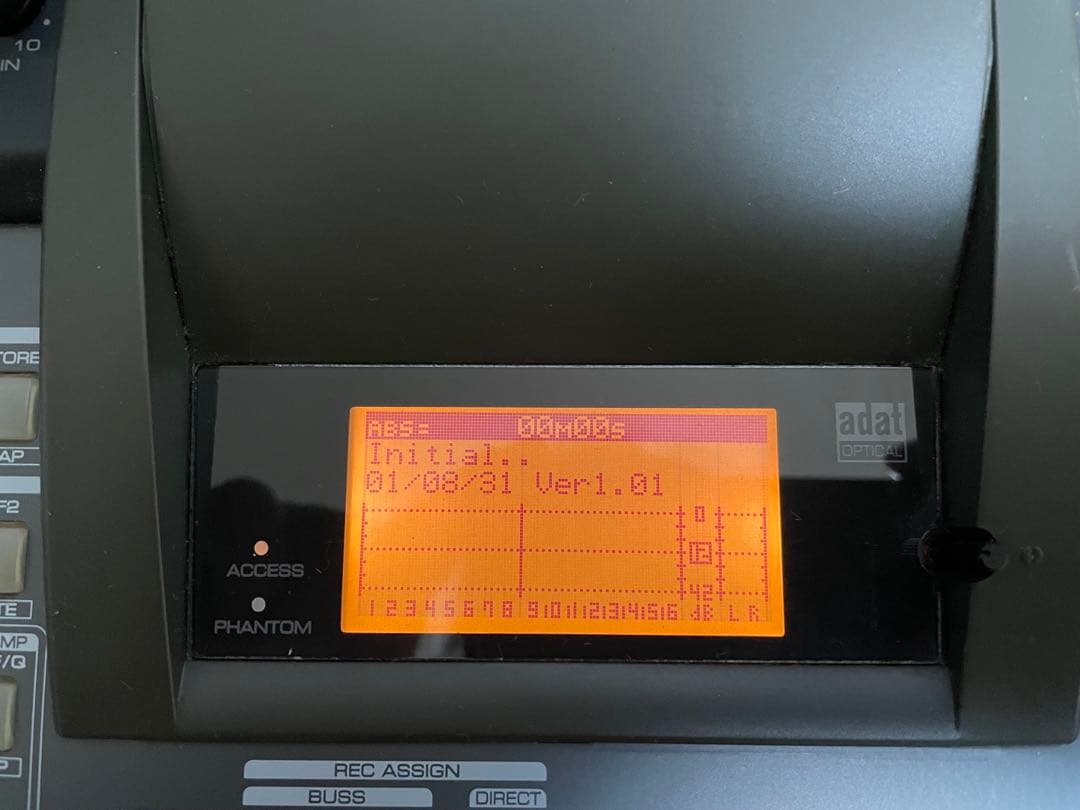 10
IN
TORE
AP
F2
TE
MP
F/Q
P
adat
OPTICAL
ABS= 00m00s
Initial..
01/08/31 Ver1.01
0
12
42
1 2 3 4 5 6 7 8 9 10 11 12 13 14 15 16 dB L R
ACCESS
PHANTOM
REC ASSIGN
BUSS DIRECT